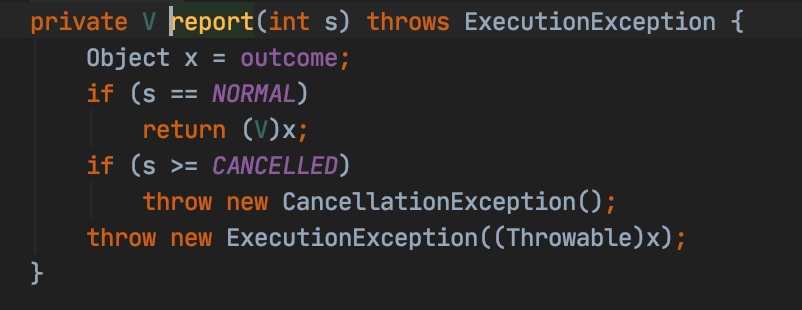 private V report(int s) throws ExecutionException {
    Object x = outcome;
    if (s == NORMAL)
        return (V)x;
    if (s >= CANCELLED)
        throw new CancellationException();
    throw new ExecutionException((Throwable)x);
}